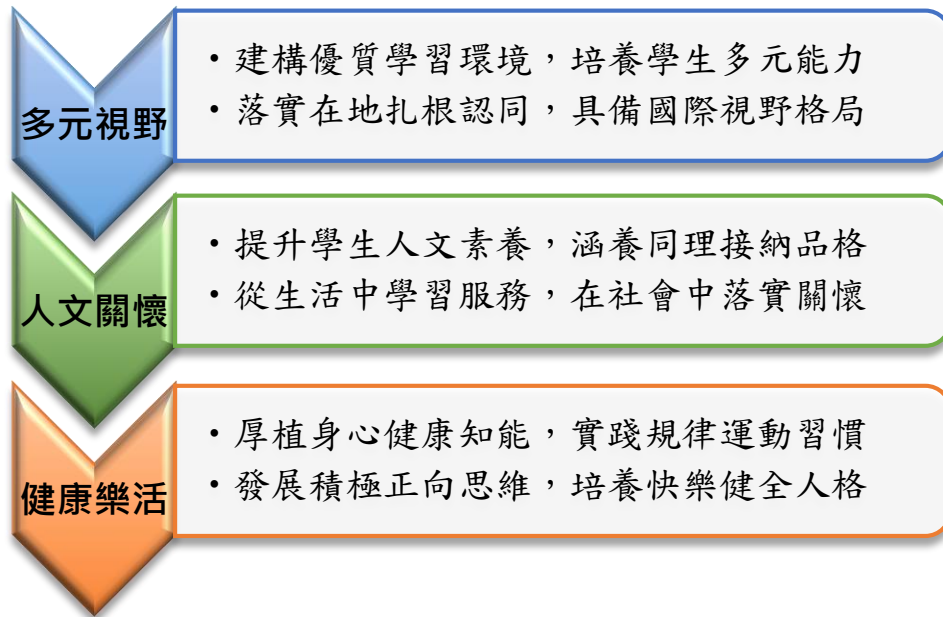 多元視野
•建構優質學習環境，培養學生多元能力
•落實在地扎根認同，具備國際視野格局
人文關懷
•提升學生人文素養，涵養同理接納品格
•從生活中學習服務，在社會中落實關懷
健康樂活
•厚植身心健康知能，實踐規律運動習慣
•發展積極正向思維，培養快樂健全人格